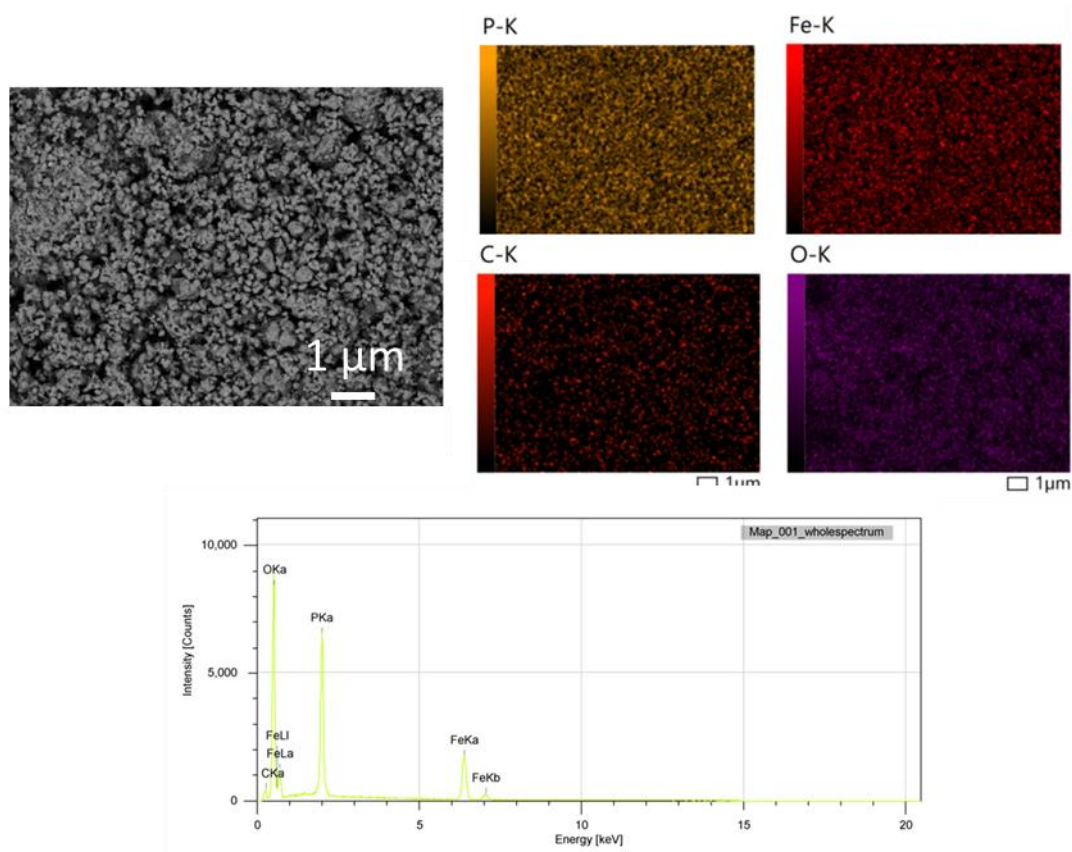 P-K
Fe-K
1 μm
C-K
O-K
1μm
1μm
Map_001_wholespectrum
Intensity [Counts]
10,000
5,000
0
OKa
PKa
FeLl
FeLa
CKa
FeKa
FeKb
0 5 10 15 20
Energy [keV]